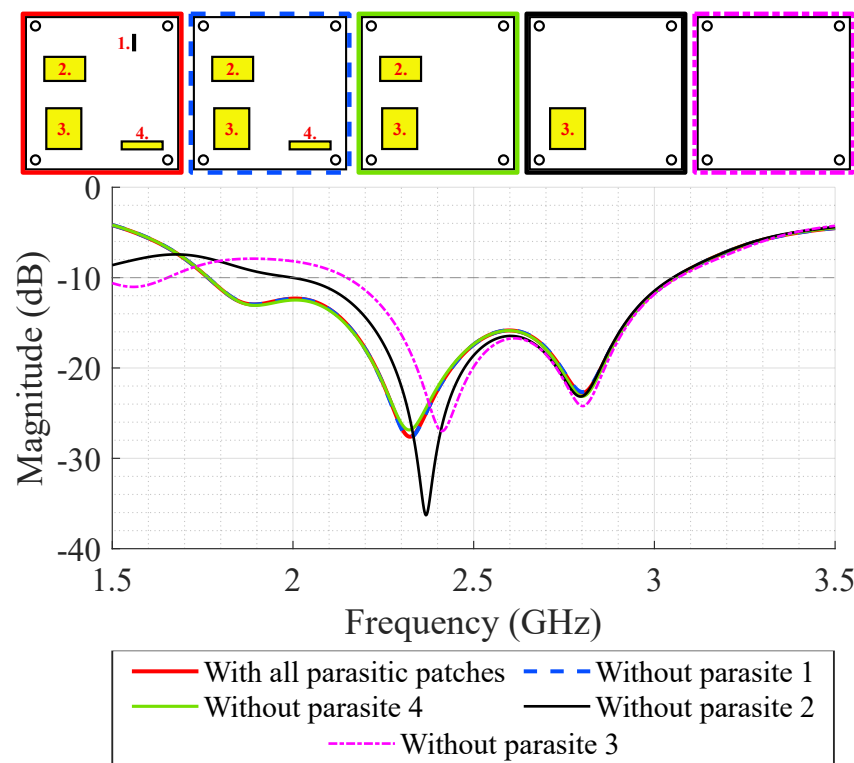 1.
2. 2. 2.
3. 3. 3. 3.
4. 4.
0
-10
-20
-30
-40
Magnitude (dB)
1.5 2 2.5 3 3.5
Frequency (GHz)
With all parasitic patches Without parasite 1
Without parasite 4 Without parasite 2
Without parasite 3